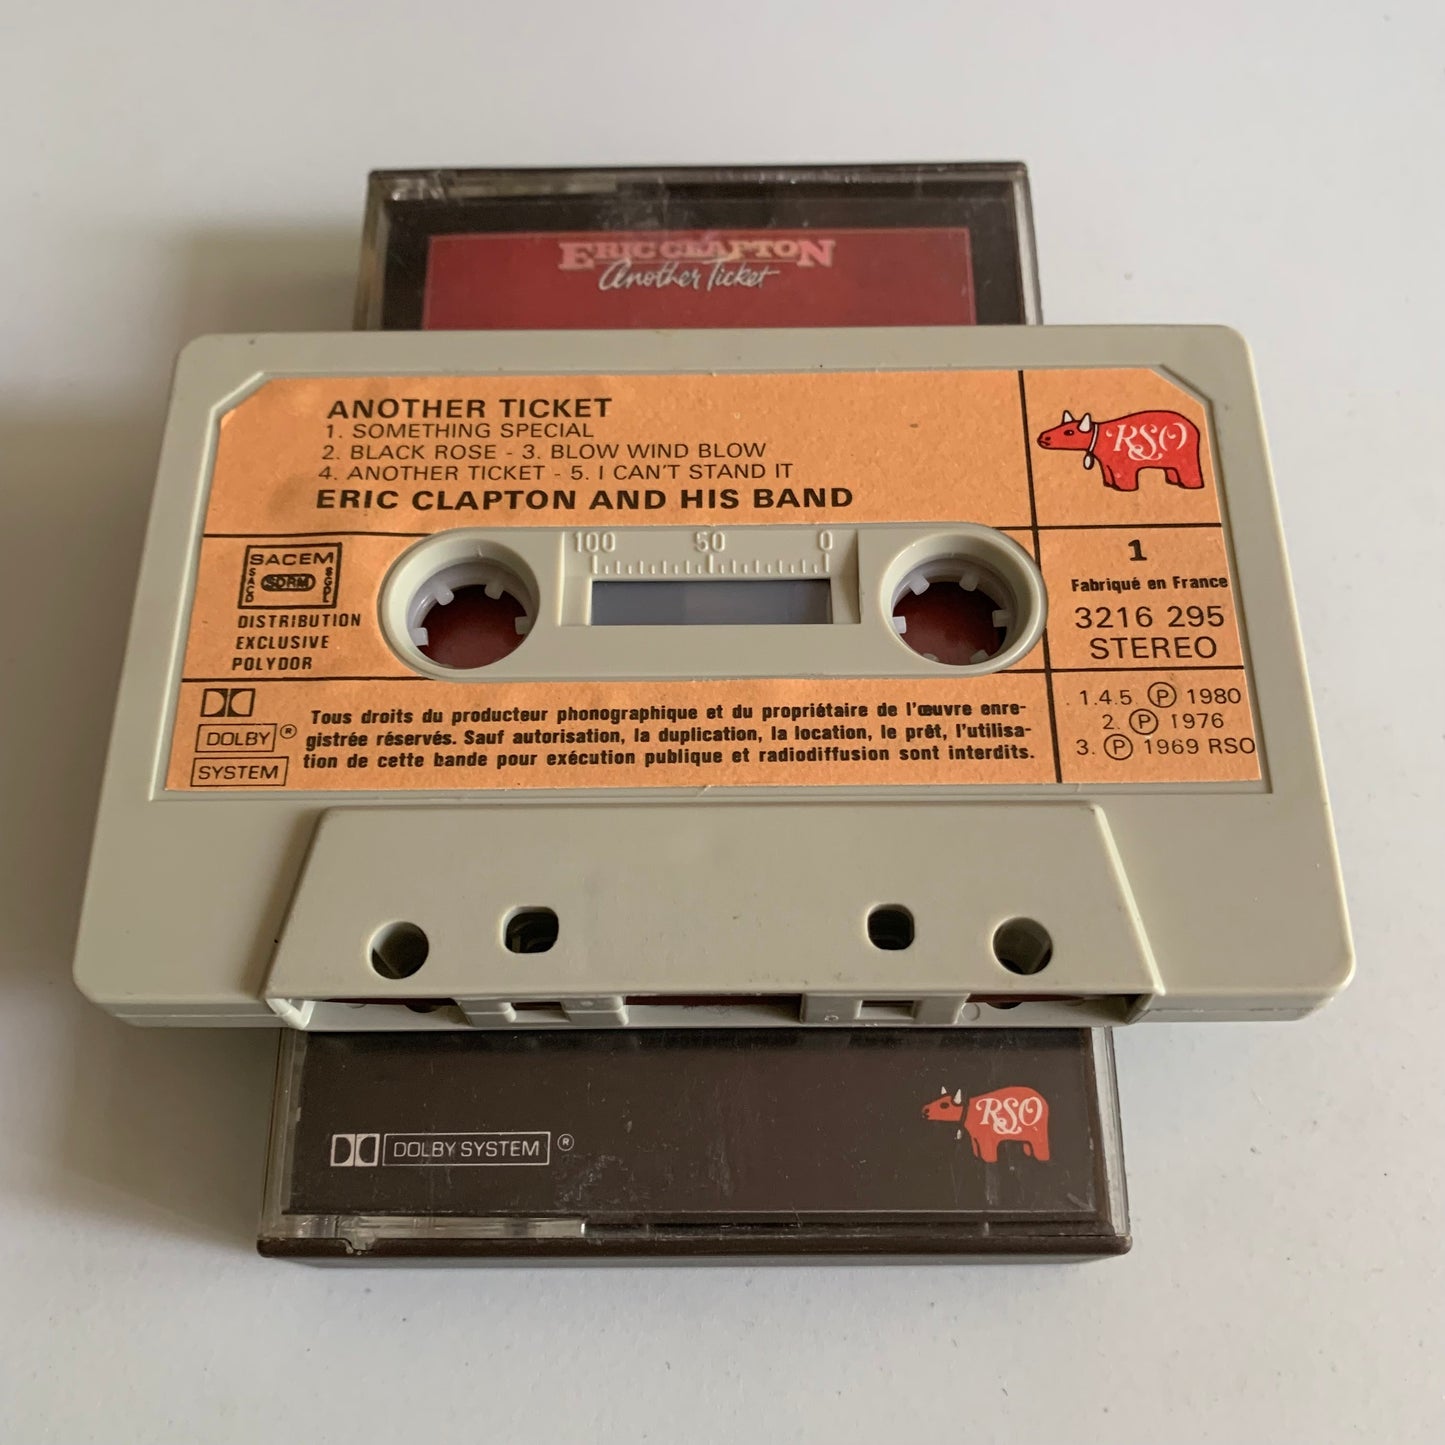 ERIC CLAPTON
Another Ticket
ANOTHER TICKET
1. SOMETHING SPECIAL
2. BLACK ROSE - 3. BLOW WIND BLOW
4. ANOTHER TICKET - 5. I CAN'T STAND IT
ERIC CLAPTON AND HIS BAND
RSO
SACEM
SACD SDRM SGDL
DISTRIBUTION
EXCLUSIVE
POLYDOR
100 50 0
1
Fabriqué en France
3216 295
STEREO
DOLBY ®
SYSTEM
Tous droits du producteur phonographique et du propriétaire de l'œuvre enre-
gistrée réservés. Sauf autorisation, la duplication, la location, le prêt, l'utilisa-
tion de cette bande pour exécution publique et radiodiffusion sont interdits.
1.4.5. Ⓟ 1980
2. Ⓟ 1976
3. Ⓟ 1969 RSO
DOLBY SYSTEM ®
RSO